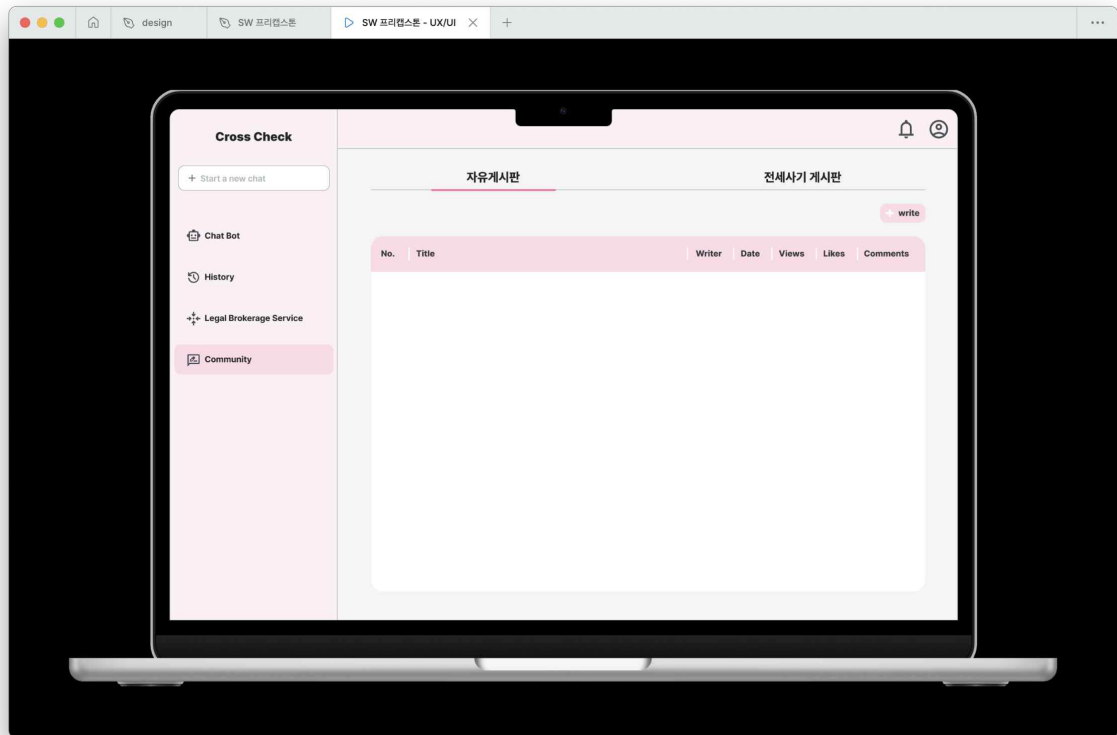 design
SW 프리캡스톤
SW 프리캡스톤 - UX/UI
Cross Check
+ Start a new chat
자유게시판
전세사기 게시판
+ write
Chat Bot
History
Legal Brokerage Service
Community
No. Title Writer Date Views Likes Comments